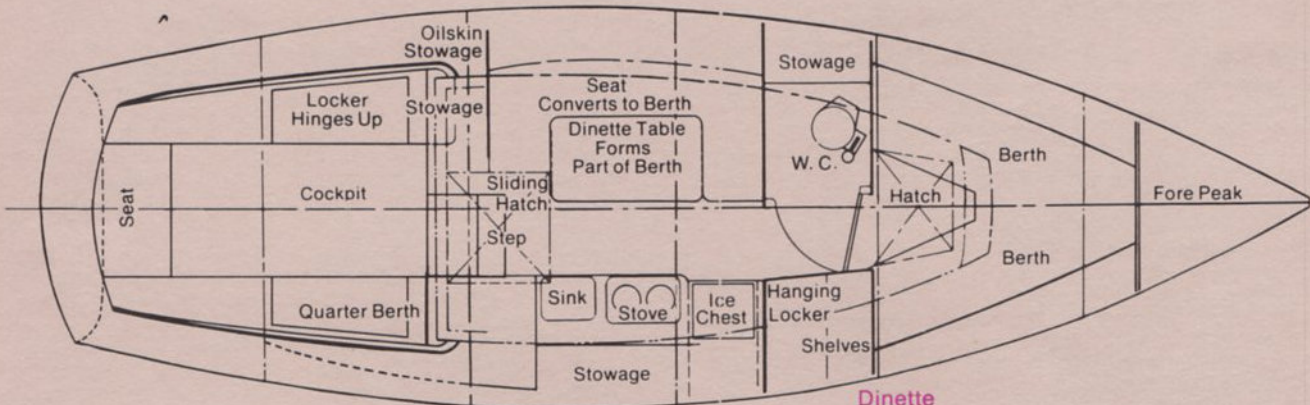 Oilskin
Stowage
Stowage
Locker
Hinges Up
Stowage
Seat
Converts to Berth
Dinette Table
Forms
Part of Berth
W. C.
Berth
Seat
Cockpit
Sliding
Hatch
Hatch
Fore Peak
Step
Berth
Quarter Berth
Sink
Stove
Ice
Chest
Hanging
Locker
Shelves
Stowage
Dinette